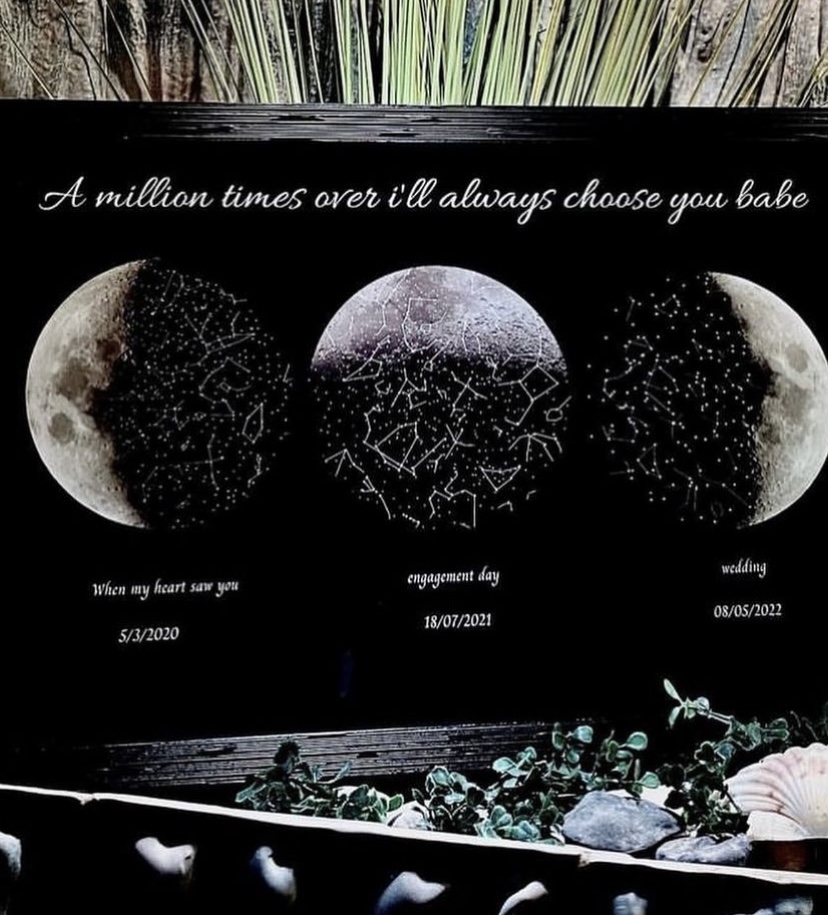 A million times over i'll always choose you babe
When my heart saw you
5/3/2020
engagement day
18/07/2021
wedding
08/05/2022